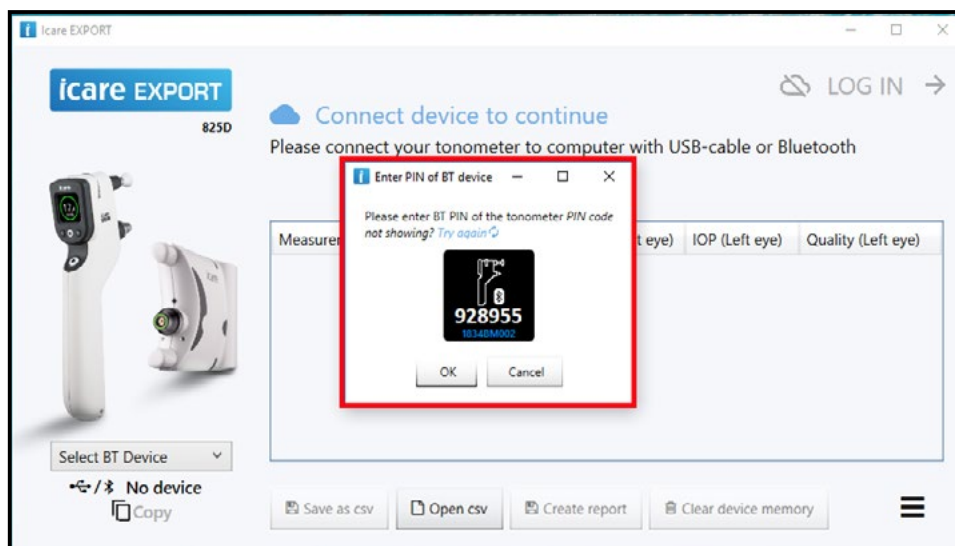 icare EXPORT
LOG IN
icare EXPORT
825D
Connect device to continue
Please connect your tonometer to computer with USB-cable or Bluetooth
Enter PIN of BT device
Please enter BT PIN of the tonometer PIN code
not showing? Try again
928955
1834BM002
OK
Cancel
Measurer
t eye)
IOP (Left eye)
Quality (Left eye)
Select BT Device
/ No device
Copy
Save as csv
Open csv
Create report
Clear device memory